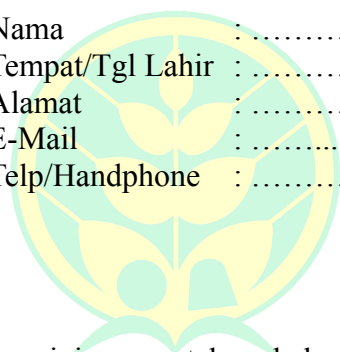 Nama : ………
Tempat/Tgl Lahir : ………
Alamat : ………
E-Mail : ……...
Telp/Handphone : ………